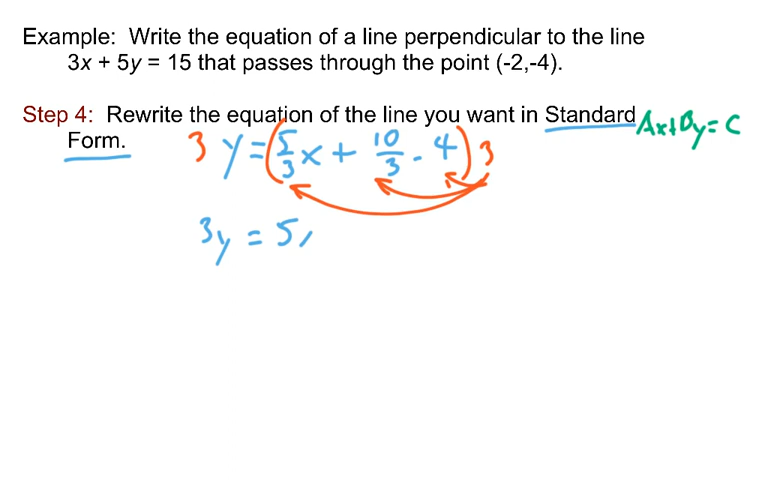 Example: Write the equation of a line perpendicular to the line
3x + 5y = 15 that passes through the point (-2,-4).
Step 4: Rewrite the equation of the line you want in Standard Ax+By=C
Form.
3 y=(5/3x + 10/3 - 4)3
3y = 5